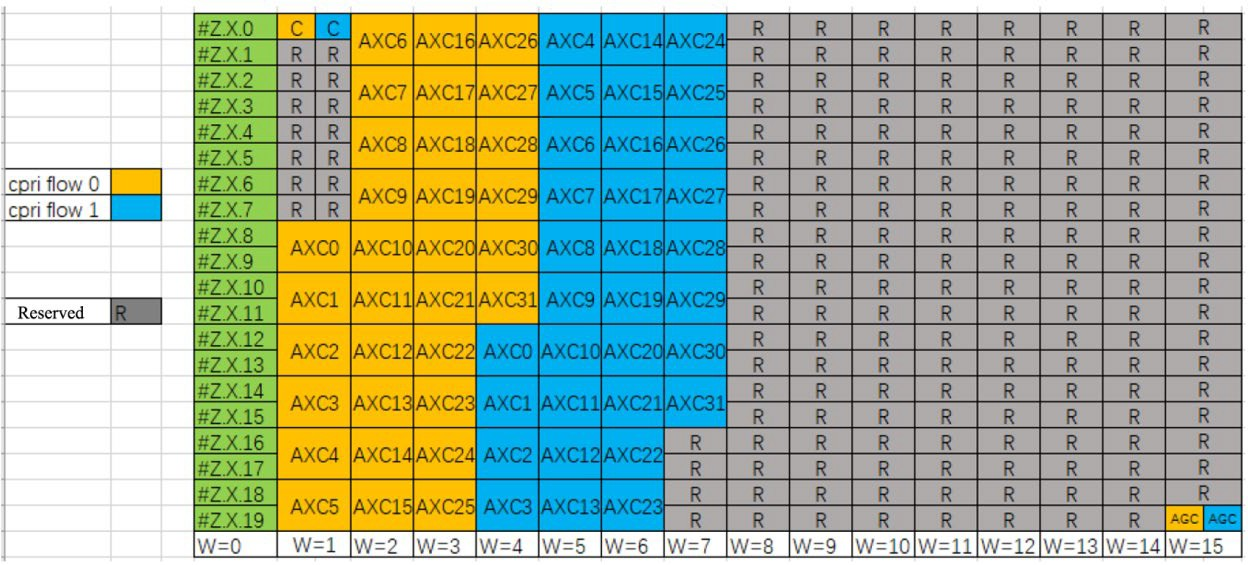 #Z.X.0 C C AXC6 AXC16 AXC26 AXC4 AXC14 AXC24 R R R R R R R R
#Z.X.1 R R R R R R R R R R
#Z.X.2 R R AXC7 AXC17 AXC27 AXC5 AXC15 AXC25 R R R R R R R R
#Z.X.3 R R R R R R R R R R
#Z.X.4 R R AXC8 AXC18 AXC28 AXC6 AXC16 AXC26 R R R R R R R R
#Z.X.5 R R R R R R R R R R
cpri flow 0 #Z.X.6 R R AXC9 AXC19 AXC29 AXC7 AXC17 AXC27 R R R R R R R R
cpri flow 1 #Z.X.7 R R R R R R R R R R
#Z.X.8 AXC0 AXC10 AXC20 AXC30 AXC8 AXC18 AXC28 R R R R R R R R
#Z.X.9 R R R R R R R R
#Z.X.10 AXC1 AXC11 AXC21 AXC31 AXC9 AXC19 AXC29 R R R R R R R R
Reserved R #Z.X.11 R R R R R R R R
#Z.X.12 AXC2 AXC12 AXC22 AXC0 AXC10 AXC20 AXC30 R R R R R R R R
#Z.X.13 R R R R R R R R
#Z.X.14 AXC3 AXC13 AXC23 AXC1 AXC11 AXC21 AXC31 R R R R R R R R
#Z.X.15 R R R R R R R R
#Z.X.16 AXC4 AXC14 AXC24 AXC2 AXC12 AXC22 R R R R R R R R R
#Z.X.17 R R R R R R R R R
#Z.X.18 AXC5 AXC15 AXC25 AXC3 AXC13 AXC23 R R R R R R R R R
#Z.X.19 R R R R R R R R AGC AGC
W=0 W=1 W=2 W=3 W=4 W=5 W=6 W=7 W=8 W=9 W=10 W=11 W=12 W=13 W=14 W=15